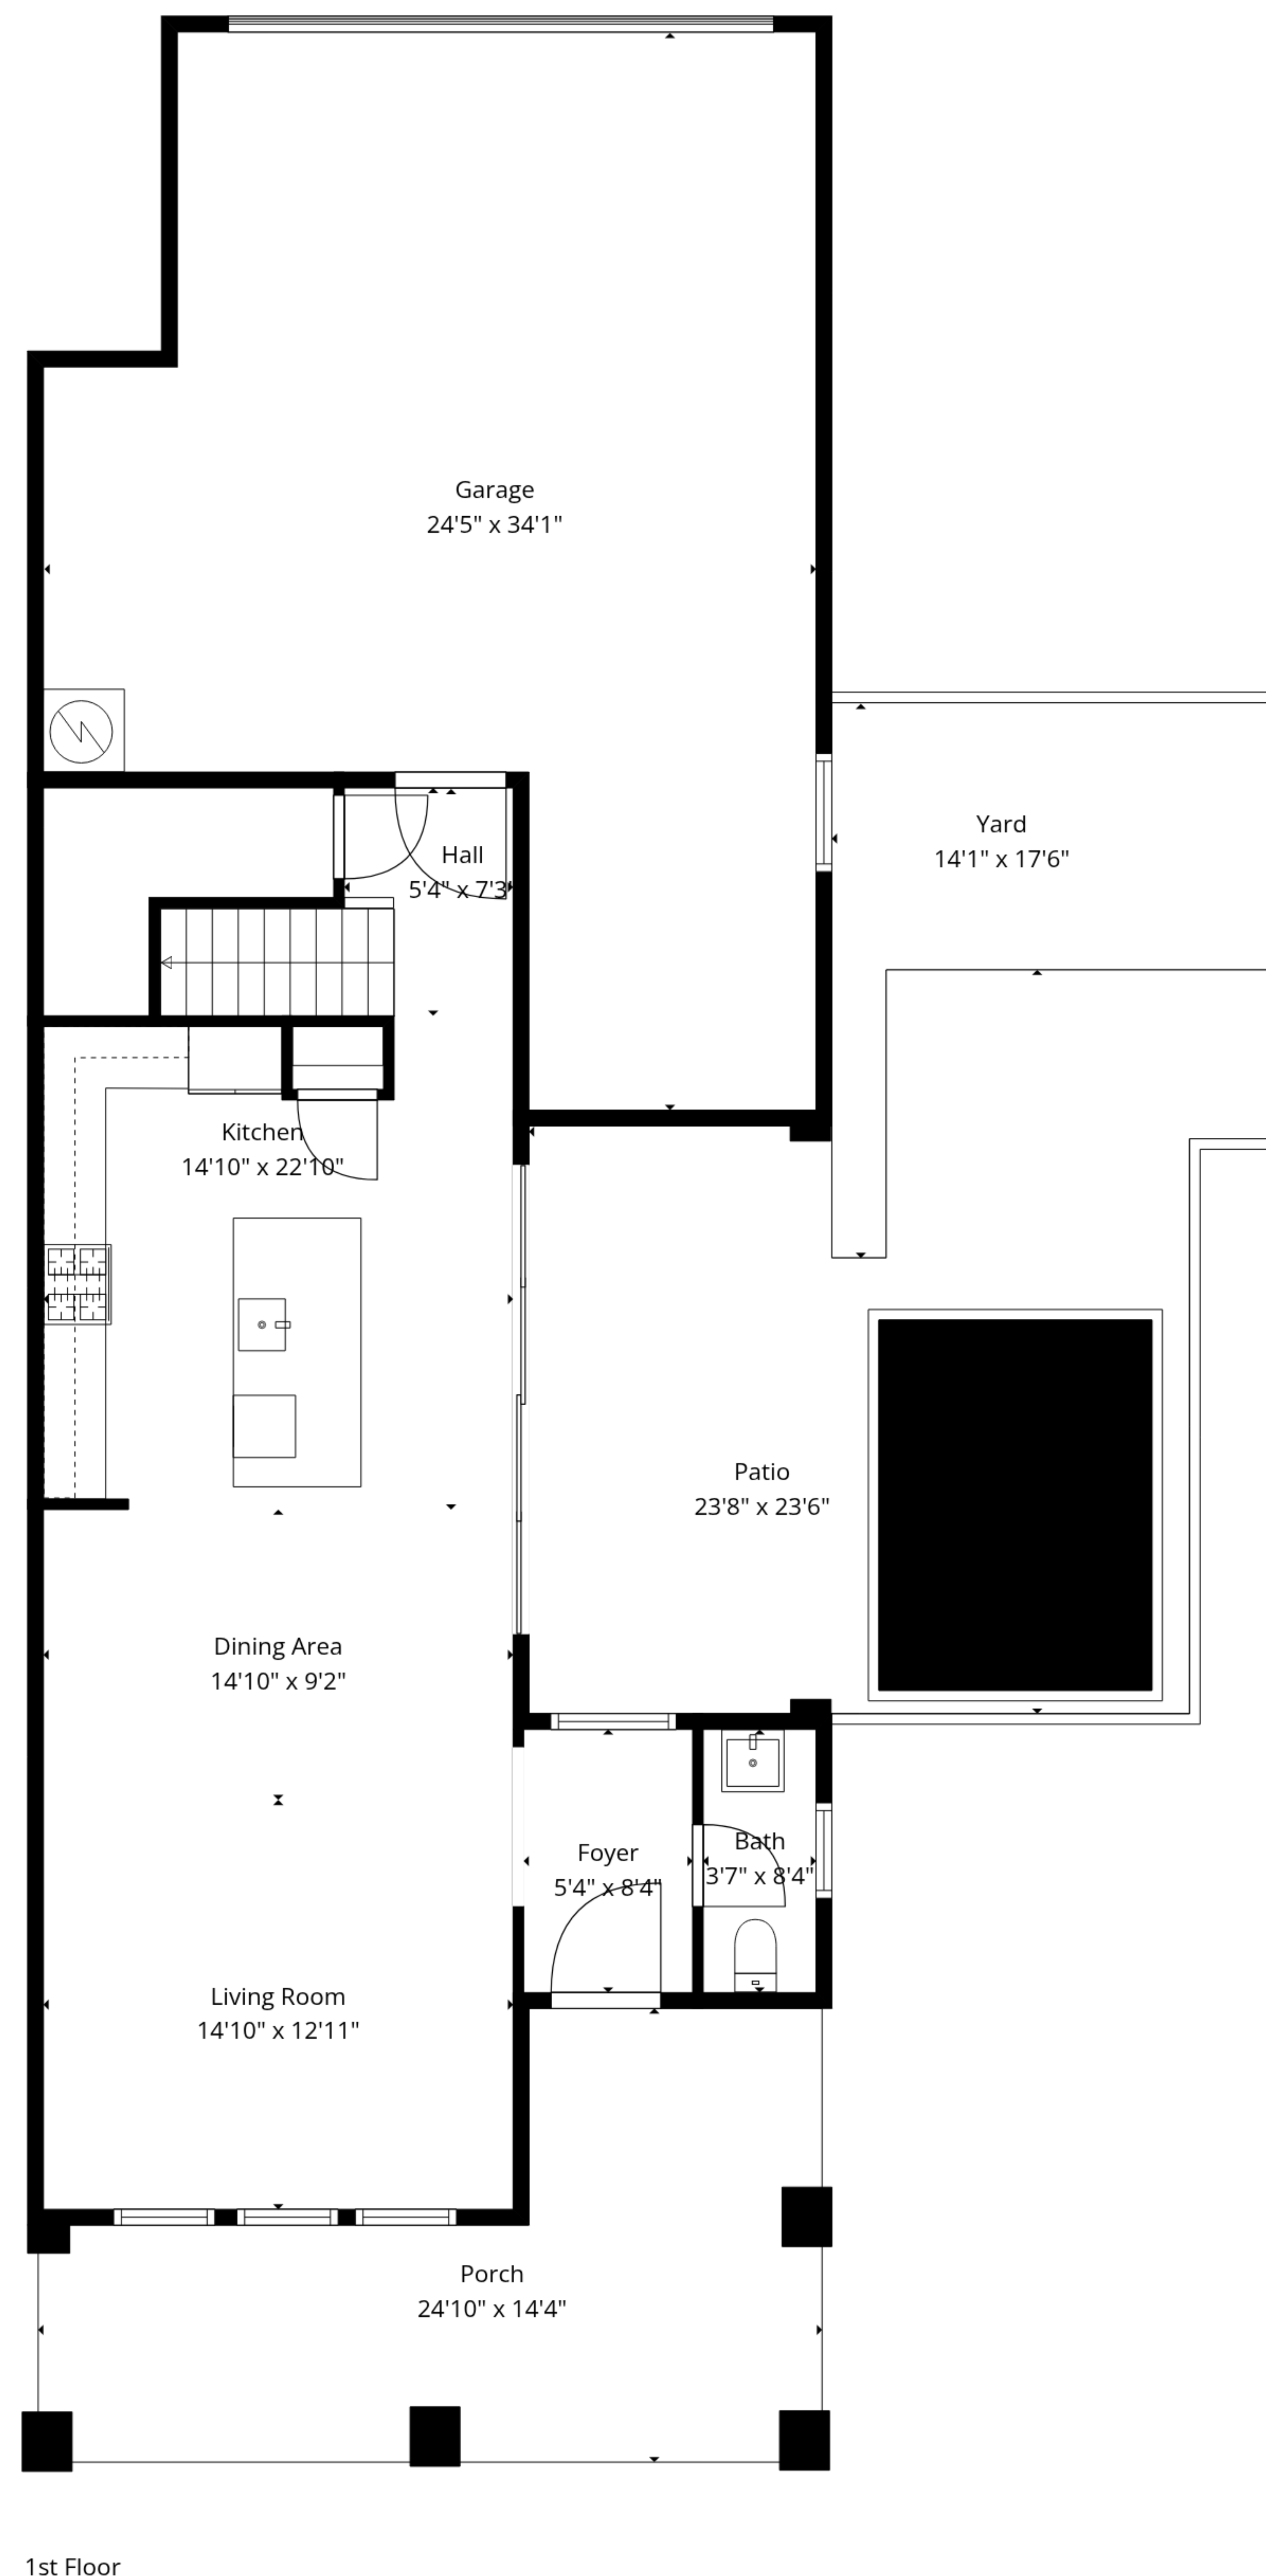 Garage
24'5" x 34'1"
Yard
14'1" x 17'6"
Hall
5'4" x 7'3"
Kitchen
14'10" x 22'10"
Patio
23'8" x 23'6"
Dining Area
14'10" x 9'2"
Foyer
5'4" x 8'4"
Bath
3'7" x 8'4"
Living Room
14'10" x 12'11"
Porch
24'10" x 14'4"
1st Floor